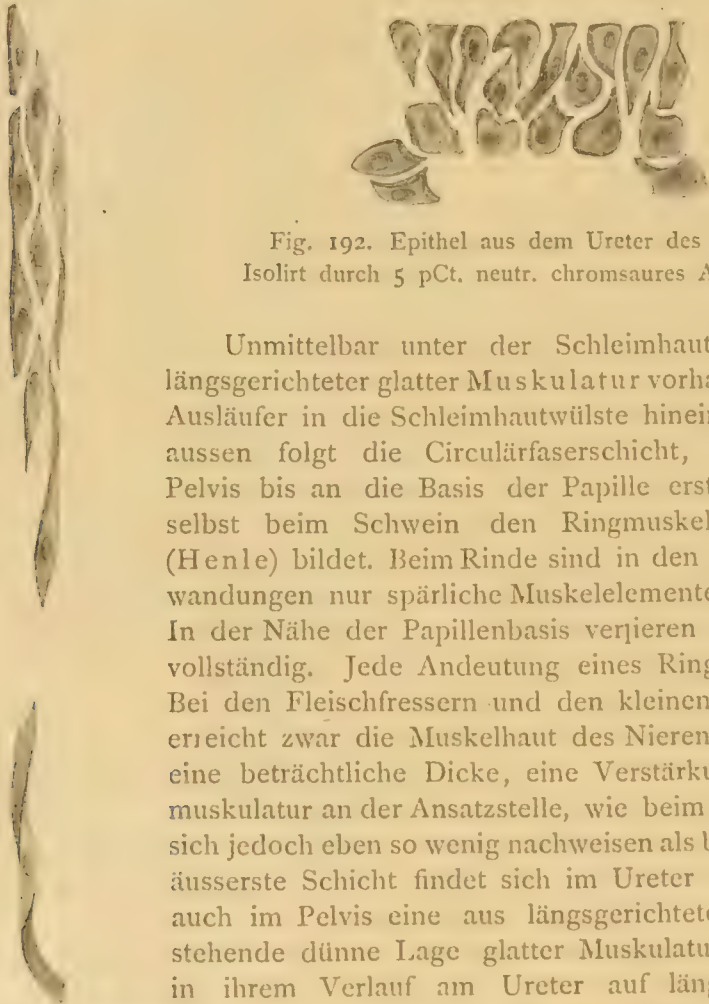 Fig. 192. Epithel aus dem Ureter des
Isolirt durch 5 pCt. neutr. chromsaures
Unmittelbar unter der Schleimhaut
längsgerichteter glatter Muskulatur vorha
Ausläufer in die Schleimhautwülste hinei
aussen folgt die Circulärfaserschicht,
Pelvis bis an die Basis der Papille erst
selbst beim Schwein den Ringmuskel
(Henle) bildet. Beim Rinde sind in den
wandungen nur spärliche Muskelelemente
In der Nähe der Papillenbasis verlieren
vollständig. Jede Andeutung eines Ring
Bei den Fleischfressern und den kleinen
erreicht zwar die Muskelhaut des Nieren
eine beträchtliche Dicke, eine Verstärku
muskulatur an der Ansatzstelle, wie beim
sich jedoch eben so wenig nachweisen als
äusserste Schicht findet sich im Ureter
auch im Pelvis eine aus längsgerichtet
stehende dünne Lage glatter Muskulatu
in ihrem Verlauf am Ureter auf län